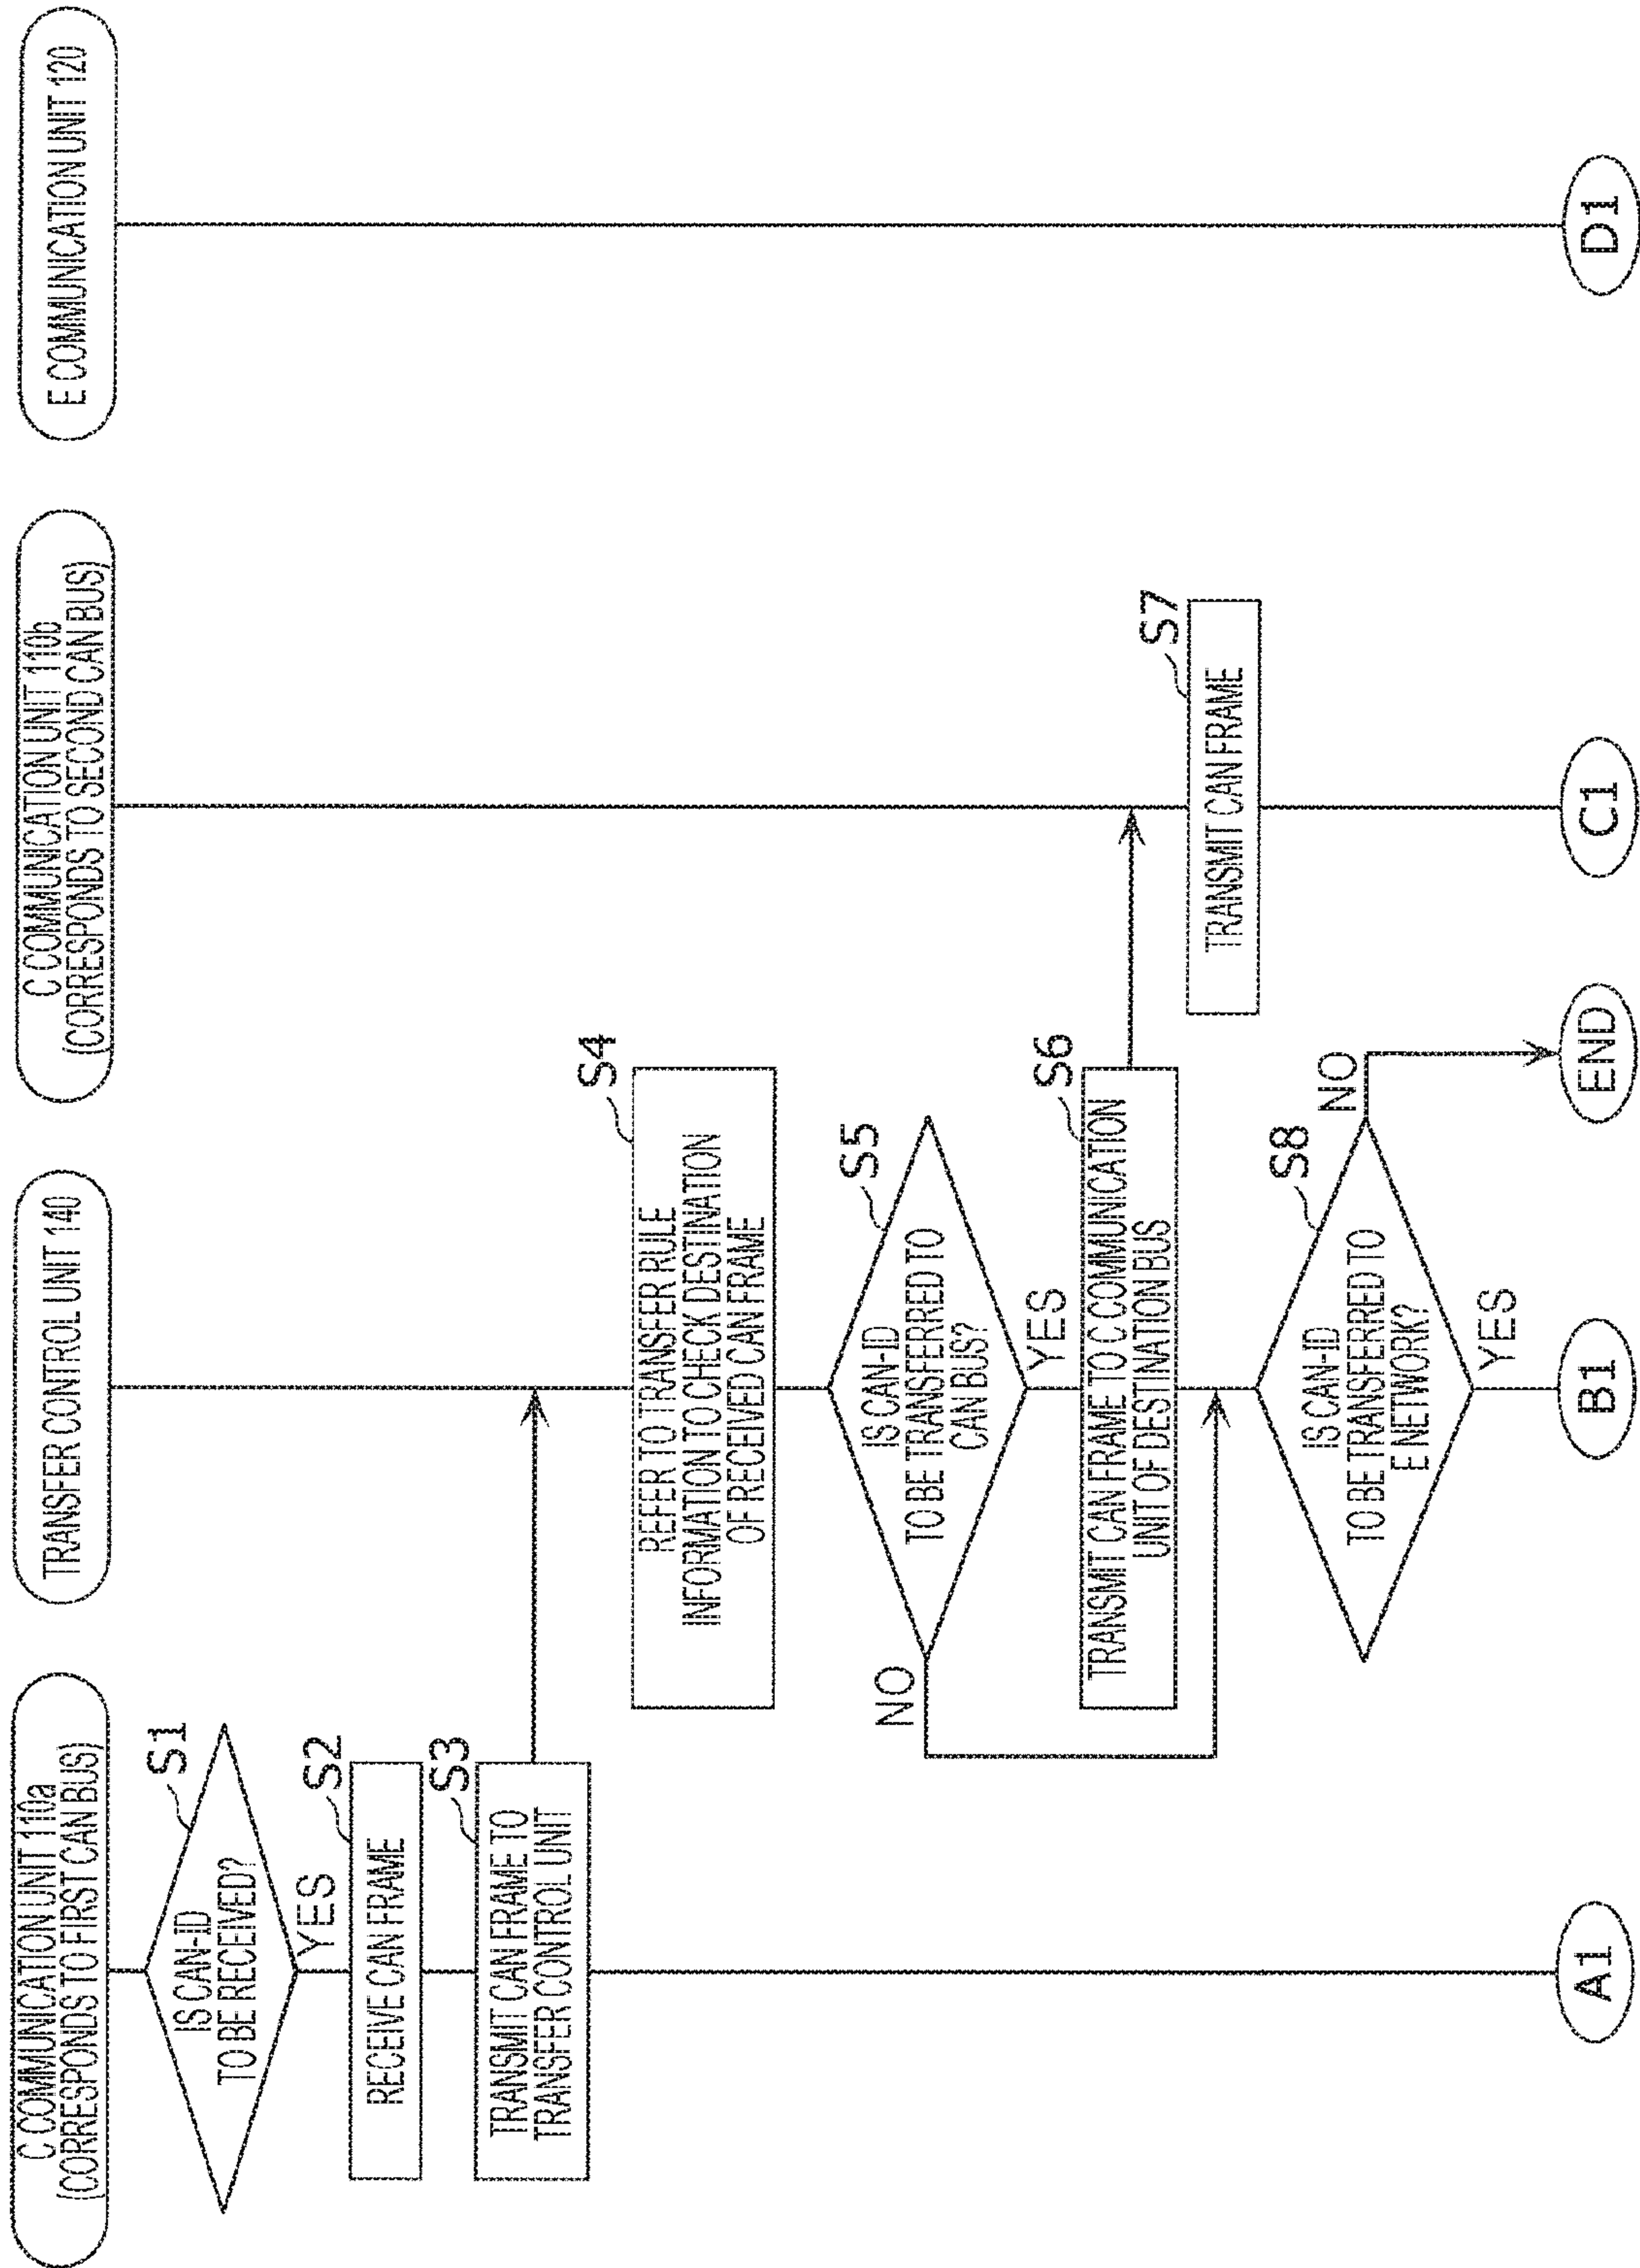 C COMMUNICATION UNIT 110a
(CORRESPONDS TO FIRST CAN BUS)
TRANSFER CONTROL UNIT 140
C COMMUNICATION UNIT 110b
(CORRESPONDS TO SECOND CAN BUS)
E COMMUNICATION UNIT 120
S1
IS CAN-ID
TO BE RECEIVED?
YES
S2
RECEIVE CAN FRAME
S3
TRANSMIT CAN FRAME TO
TRANSFER CONTROL UNIT
S4
REFER TO TRANSFER RULE
INFORMATION TO CHECK DESTINATION
OF RECEIVED CAN FRAME
S5
IS CAN-ID
TO BE TRANSFERRED TO
CAN BUS?
NO
YES
S6
TRANSMIT CAN FRAME TO C COMMUNICATION
UNIT OF DESTINATION BUS
S7
TRANSMIT CAN FRAME
S8
IS CAN-ID
TO BE TRANSFERRED TO
E NETWORK?
NO
YES
A1
B1
END
C1
D1